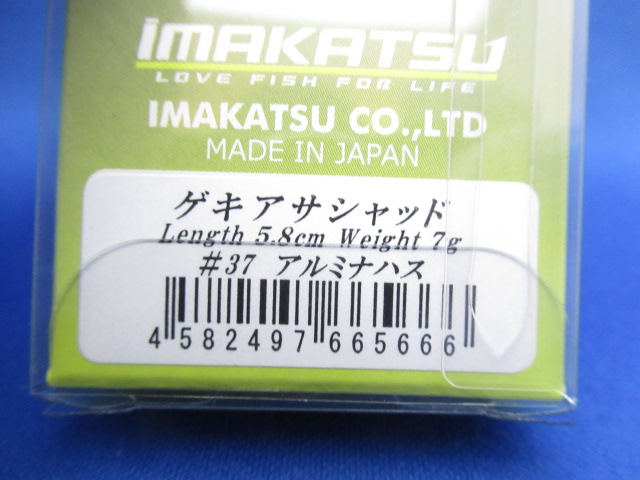 IMAKATSU
LOVE FISH FOR LIFE
IMAKATSU CO.,LTD
MADE IN JAPAN
ゲキアサシャッド
Length 5.8cm Weight 7g
#37 アルミナハス
4 582497 665666